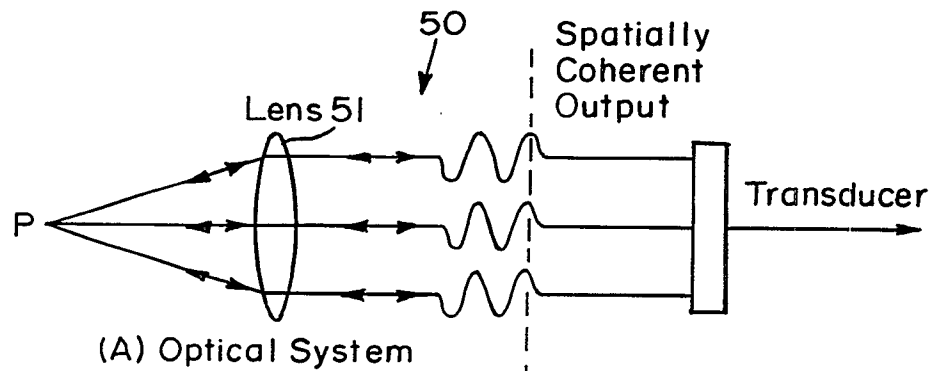 50
Spatially
Coherent
Output
Lens 51
P
Transducer
(A) Optical System